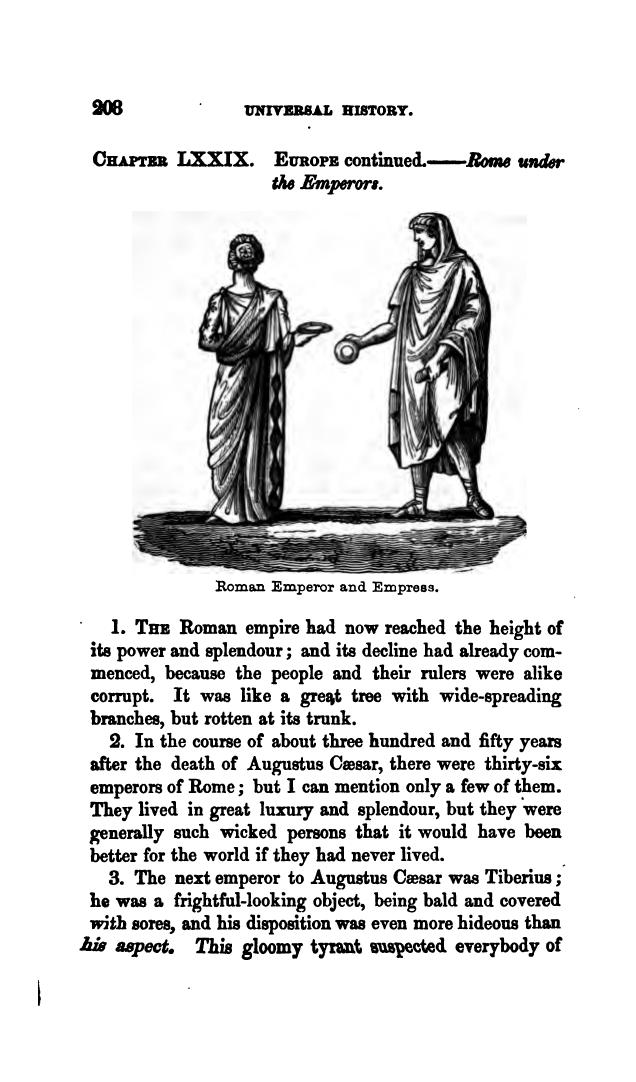 208
UNIVERSAL HISTORY.
CHAPTER LXXIX. EUROPE continued.—Rome under
the Emperors.
Roman Emperor and Empress.
1. THE Roman empire had now reached the height of
its power and splendour; and its decline had already com-
menced, because the people and their rulers were alike
corrupt. It was like a great tree with wide-spreading
branches, but rotten at its trunk.
2. In the course of about three hundred and fifty years
after the death of Augustus Cæsar, there were thirty-six
emperors of Rome; but I can mention only a few of them.
They lived in great luxury and splendour, but they were
generally such wicked persons that it would have been
better for the world if they had never lived.
3. The next emperor to Augustus Cæsar was Tiberius;
he was a frightful-looking object, being bald and covered
with sores, and his disposition was even more hideous than
his aspect. This gloomy tyrant suspected everybody of